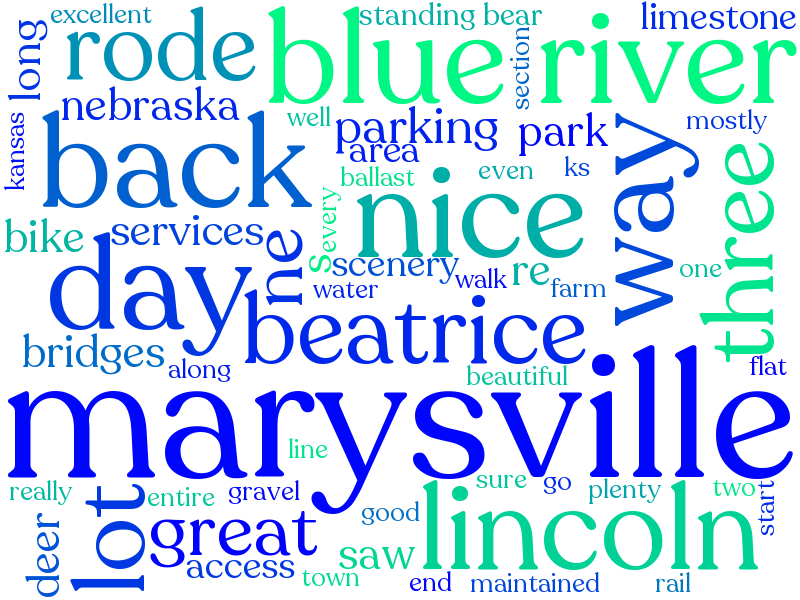 excellent
standing bear
limestone
long
rode
blue
river
section
nebraska
well
parking
park
mostly
kansas
back
area
way
ballast
even
ks
three
bike
services
nice
severy
day
ne
scenery
re
one
water
walk
farm
bridges
beatrice
along
beautiful
flat
marysville
line
really
lot
entire
gravel
sure
go
plenty
two
start
deer
great
good
lincoln
saw
access
town
end
maintained
rail